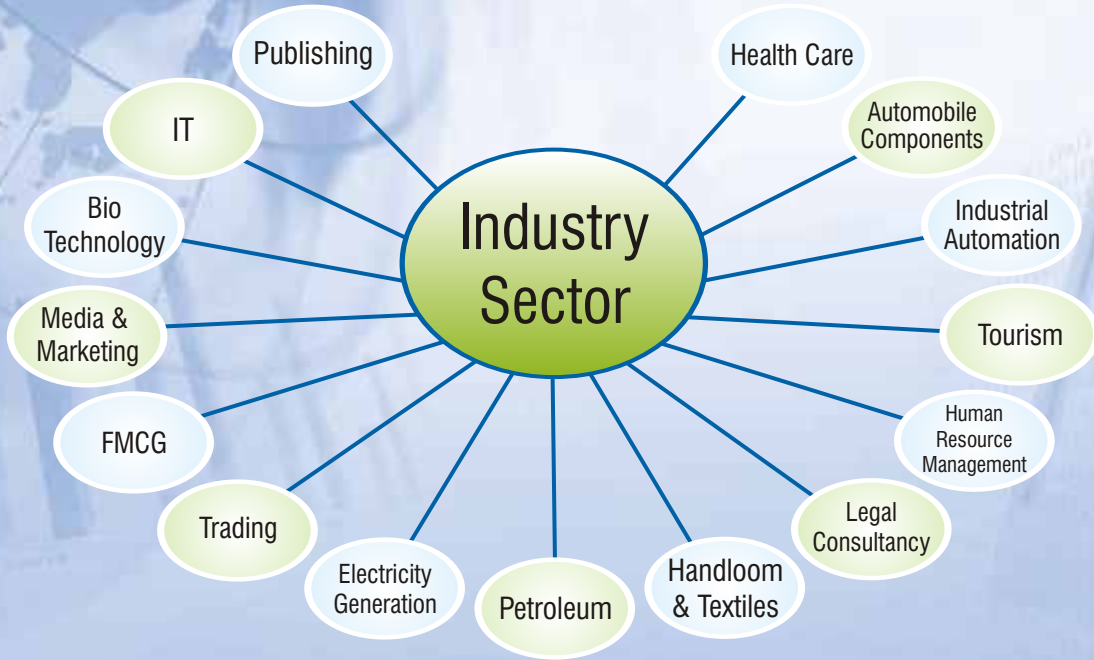 Publishing
Health Care
IT
Automobile
Components
Bio
Technology
Industry
Sector
Industrial
Automation
Media &
Marketing
Tourism
FMCG
Human
Resource
Management
Trading
Legal
Consultancy
Electricity
Generation
Petroleum
Handloom
& Textiles